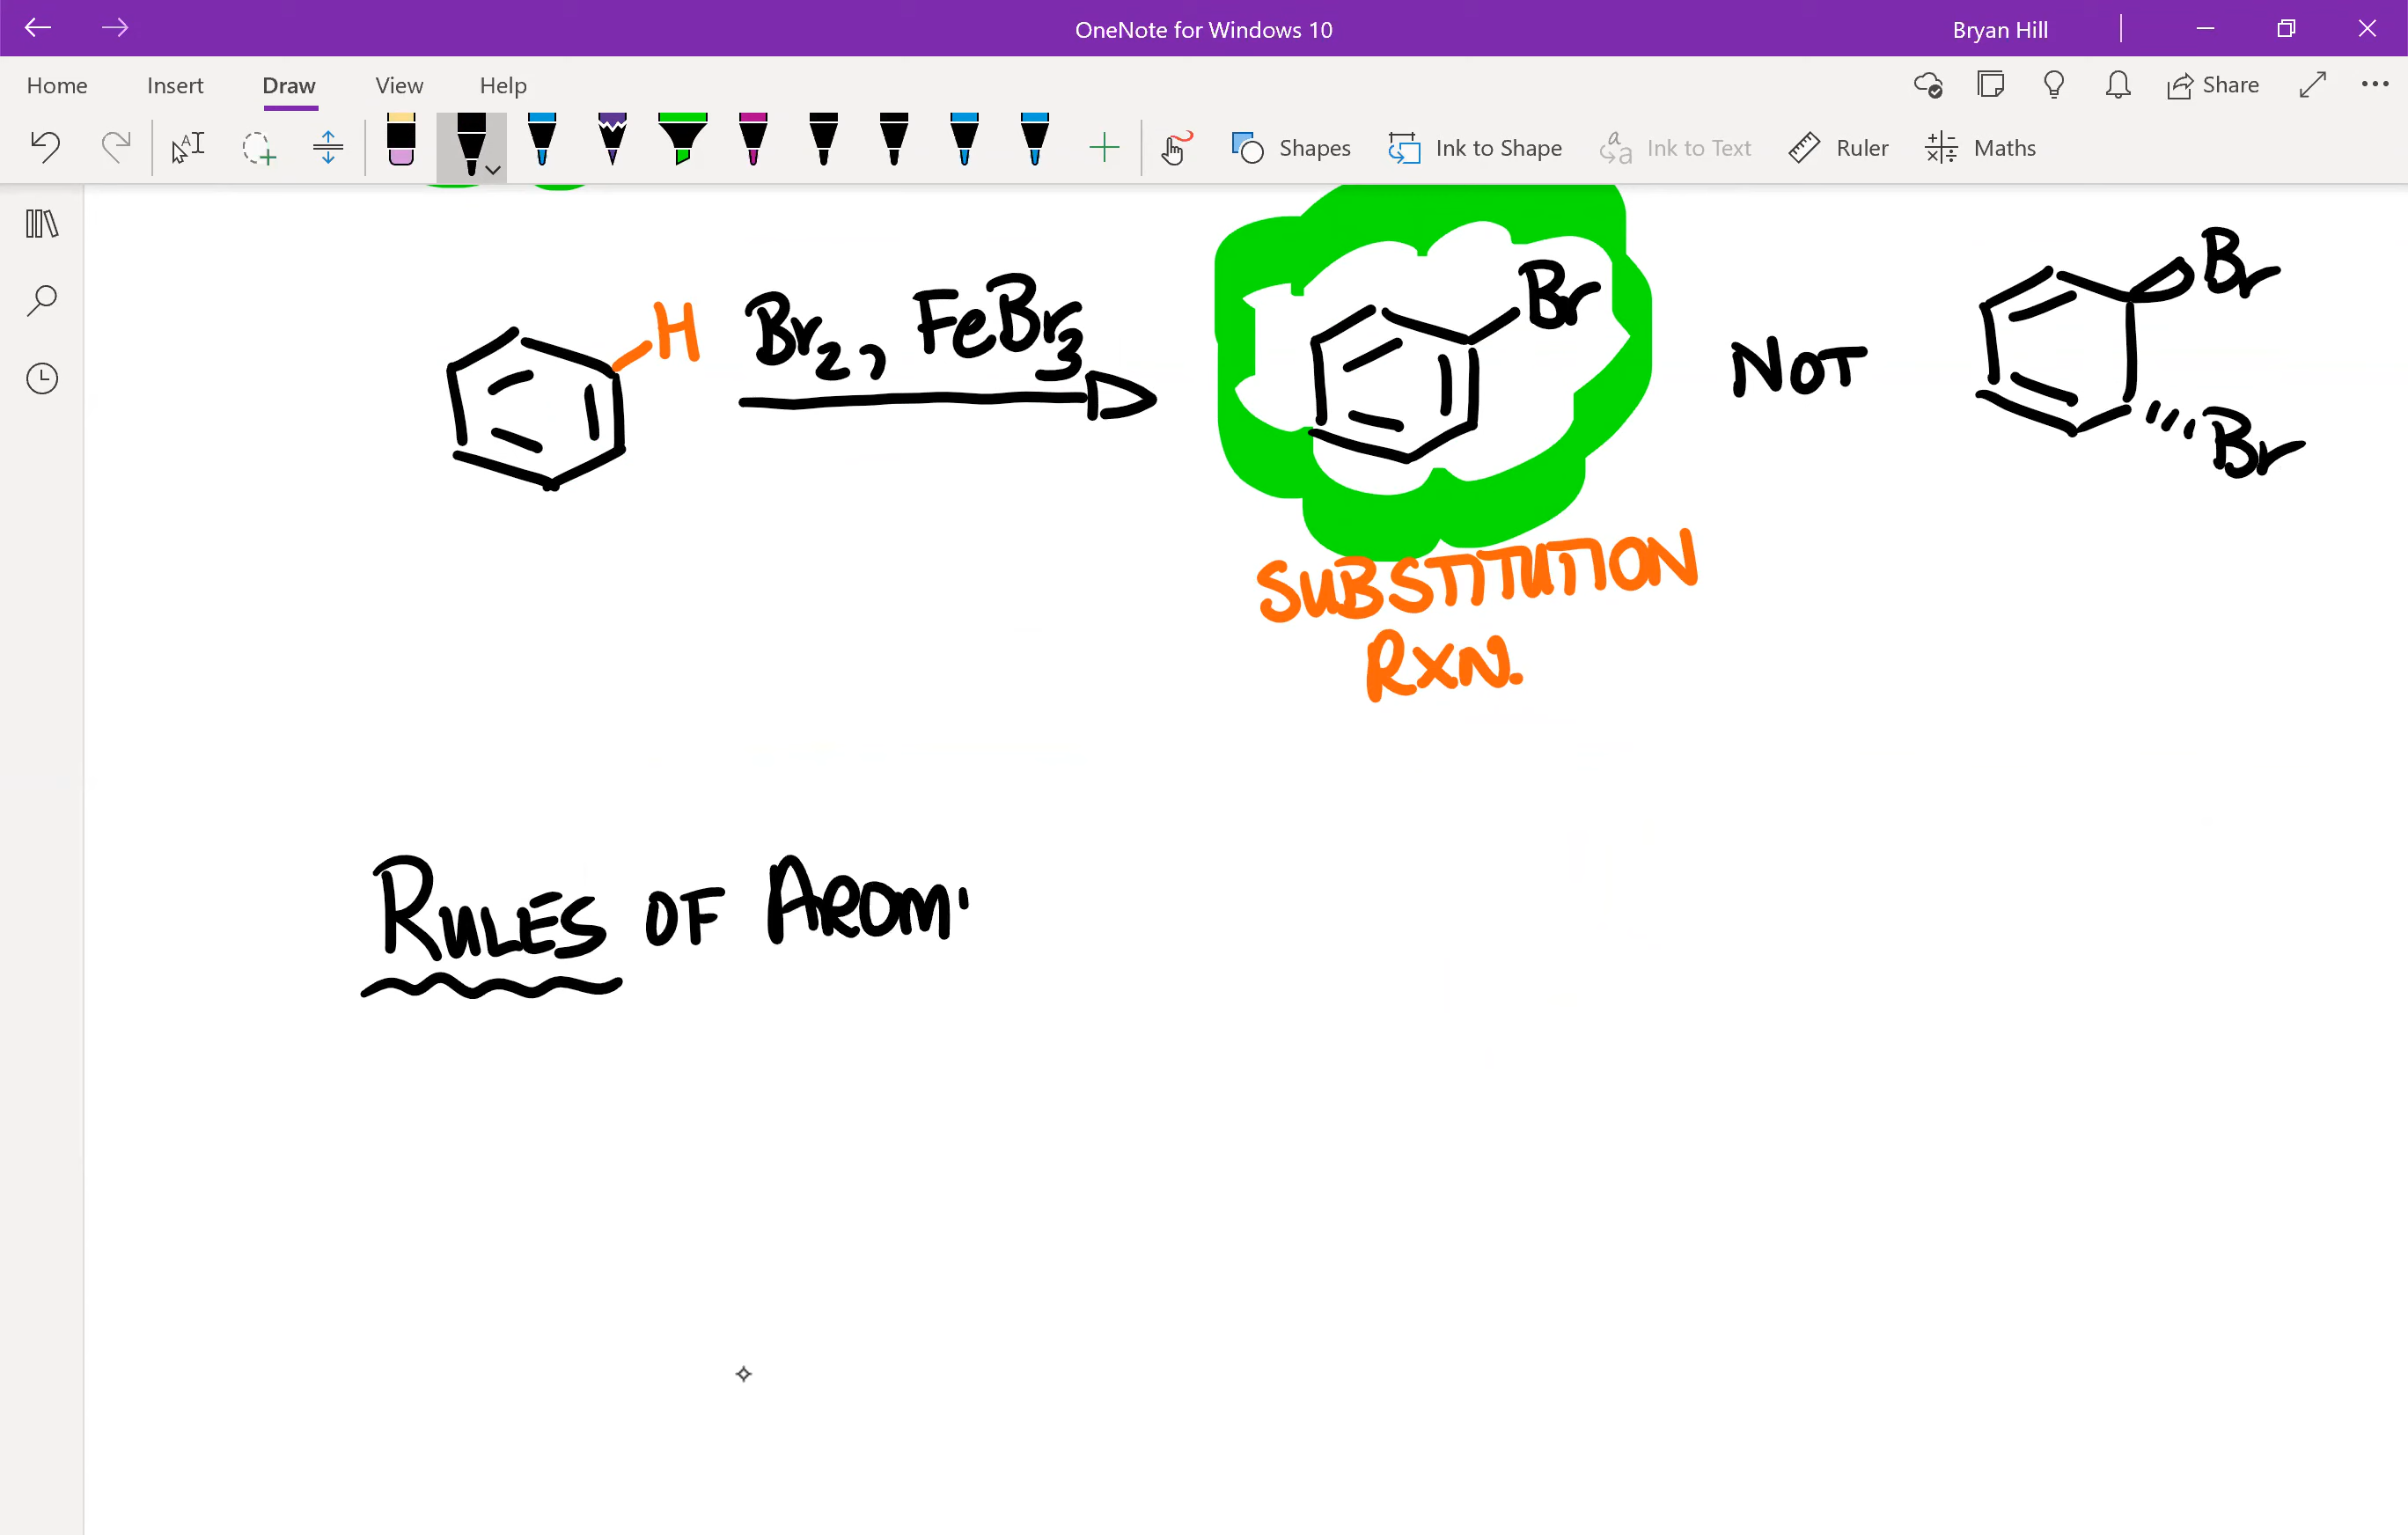 OneNote for Windows 10
Bryan Hill
Home Insert Draw View Help
Share
Shapes Ink to Shape Ink to Text Ruler Maths
H Br2, FeBr3 Br NOT Br
Br
SUBSTITUTION
RXN.
RULES OF AROM